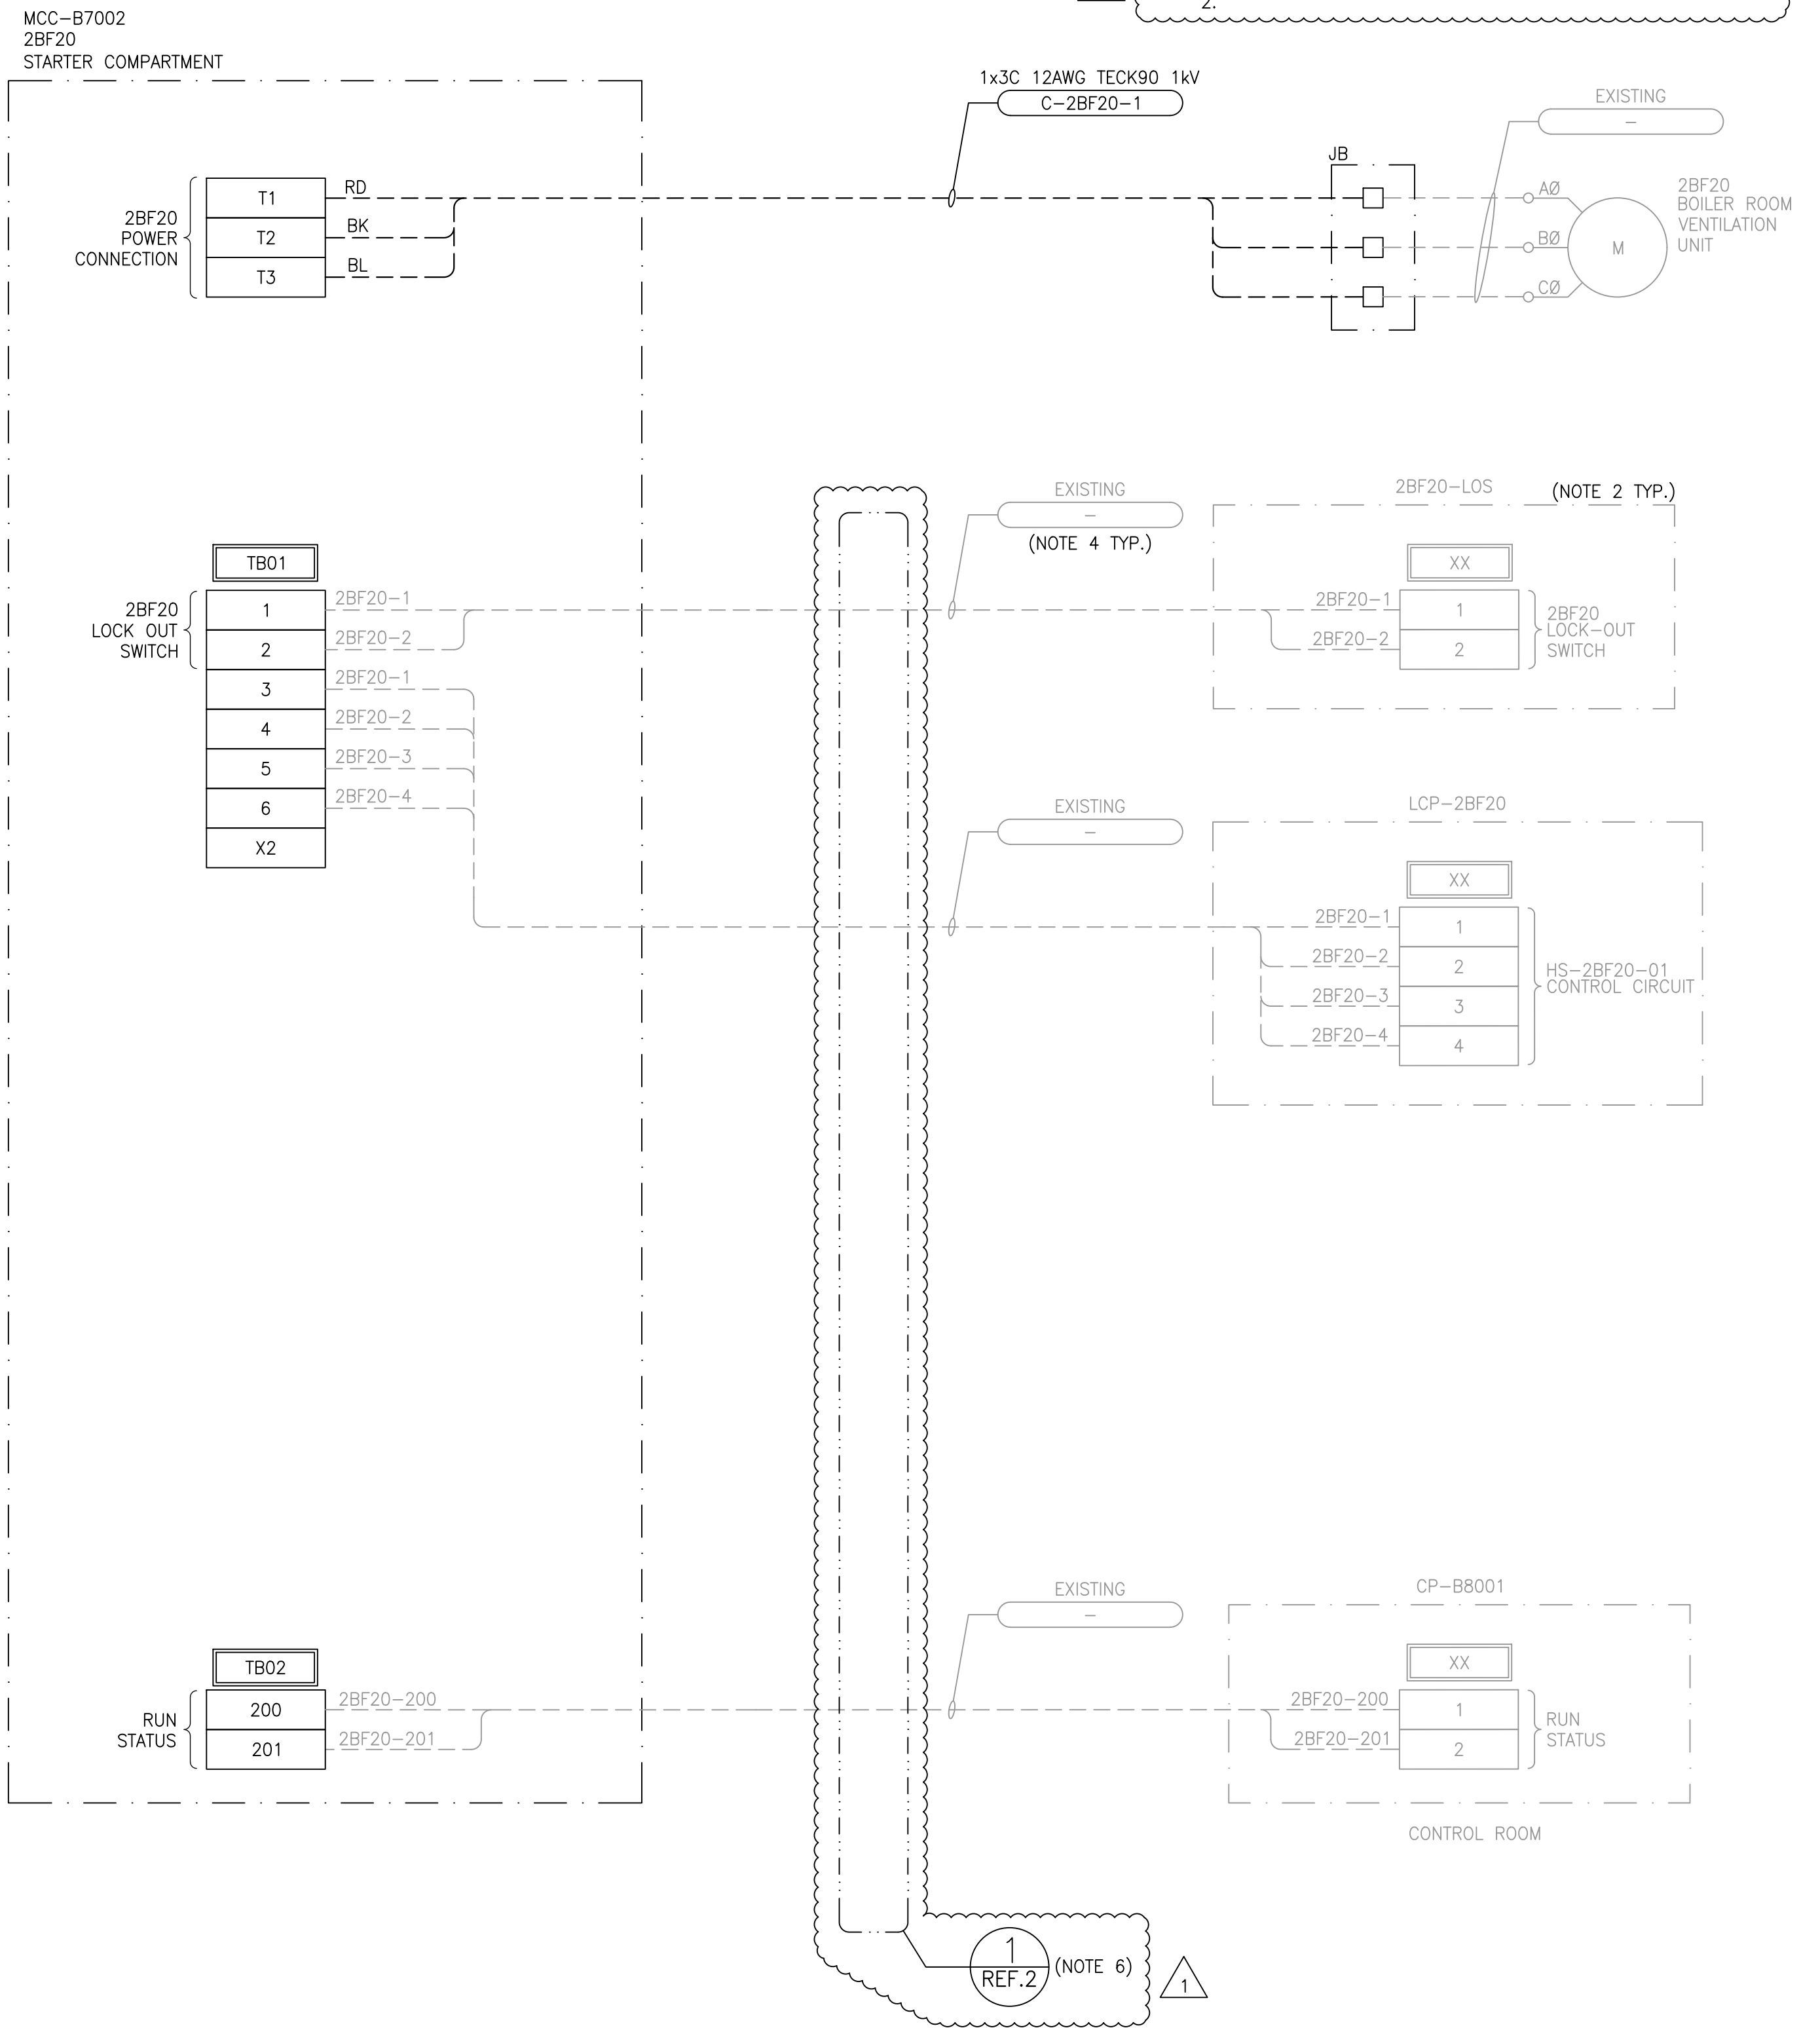 2.
MCC-B7002
2BF20
STARTER COMPARTMENT
1x3C 12AWG TECK90 1kV
C-2BF20-1
EXISTING
-
JB
2BF20
POWER
CONNECTION
T1
T2
T3
RD
BK
BL
AØ
BØ
CØ
M
2BF20
BOILER ROOM
VENTILATION
UNIT
EXISTING
-
(NOTE 4 TYP.)
2BF20-LOS
(NOTE 2 TYP.)
TB01
2BF20
LOCK OUT
SWITCH
1
2
3
4
5
6
X2
2BF20-1
2BF20-2
2BF20-1
2BF20-2
2BF20-3
2BF20-4
XX
2BF20-1
2BF20-2
1
2
2BF20
LOCK-OUT
SWITCH
EXISTING
-
LCP-2BF20
XX
2BF20-1
2BF20-2
2BF20-3
2BF20-4
1
2
3
4
HS-2BF20-01
CONTROL CIRCUIT
EXISTING
-
CP-B8001
TB02
RUN
STATUS
200
201
2BF20-200
2BF20-201
XX
2BF20-200
2BF20-201
1
2
RUN
STATUS
CONTROL ROOM
1
REF.2
(NOTE 6)
1